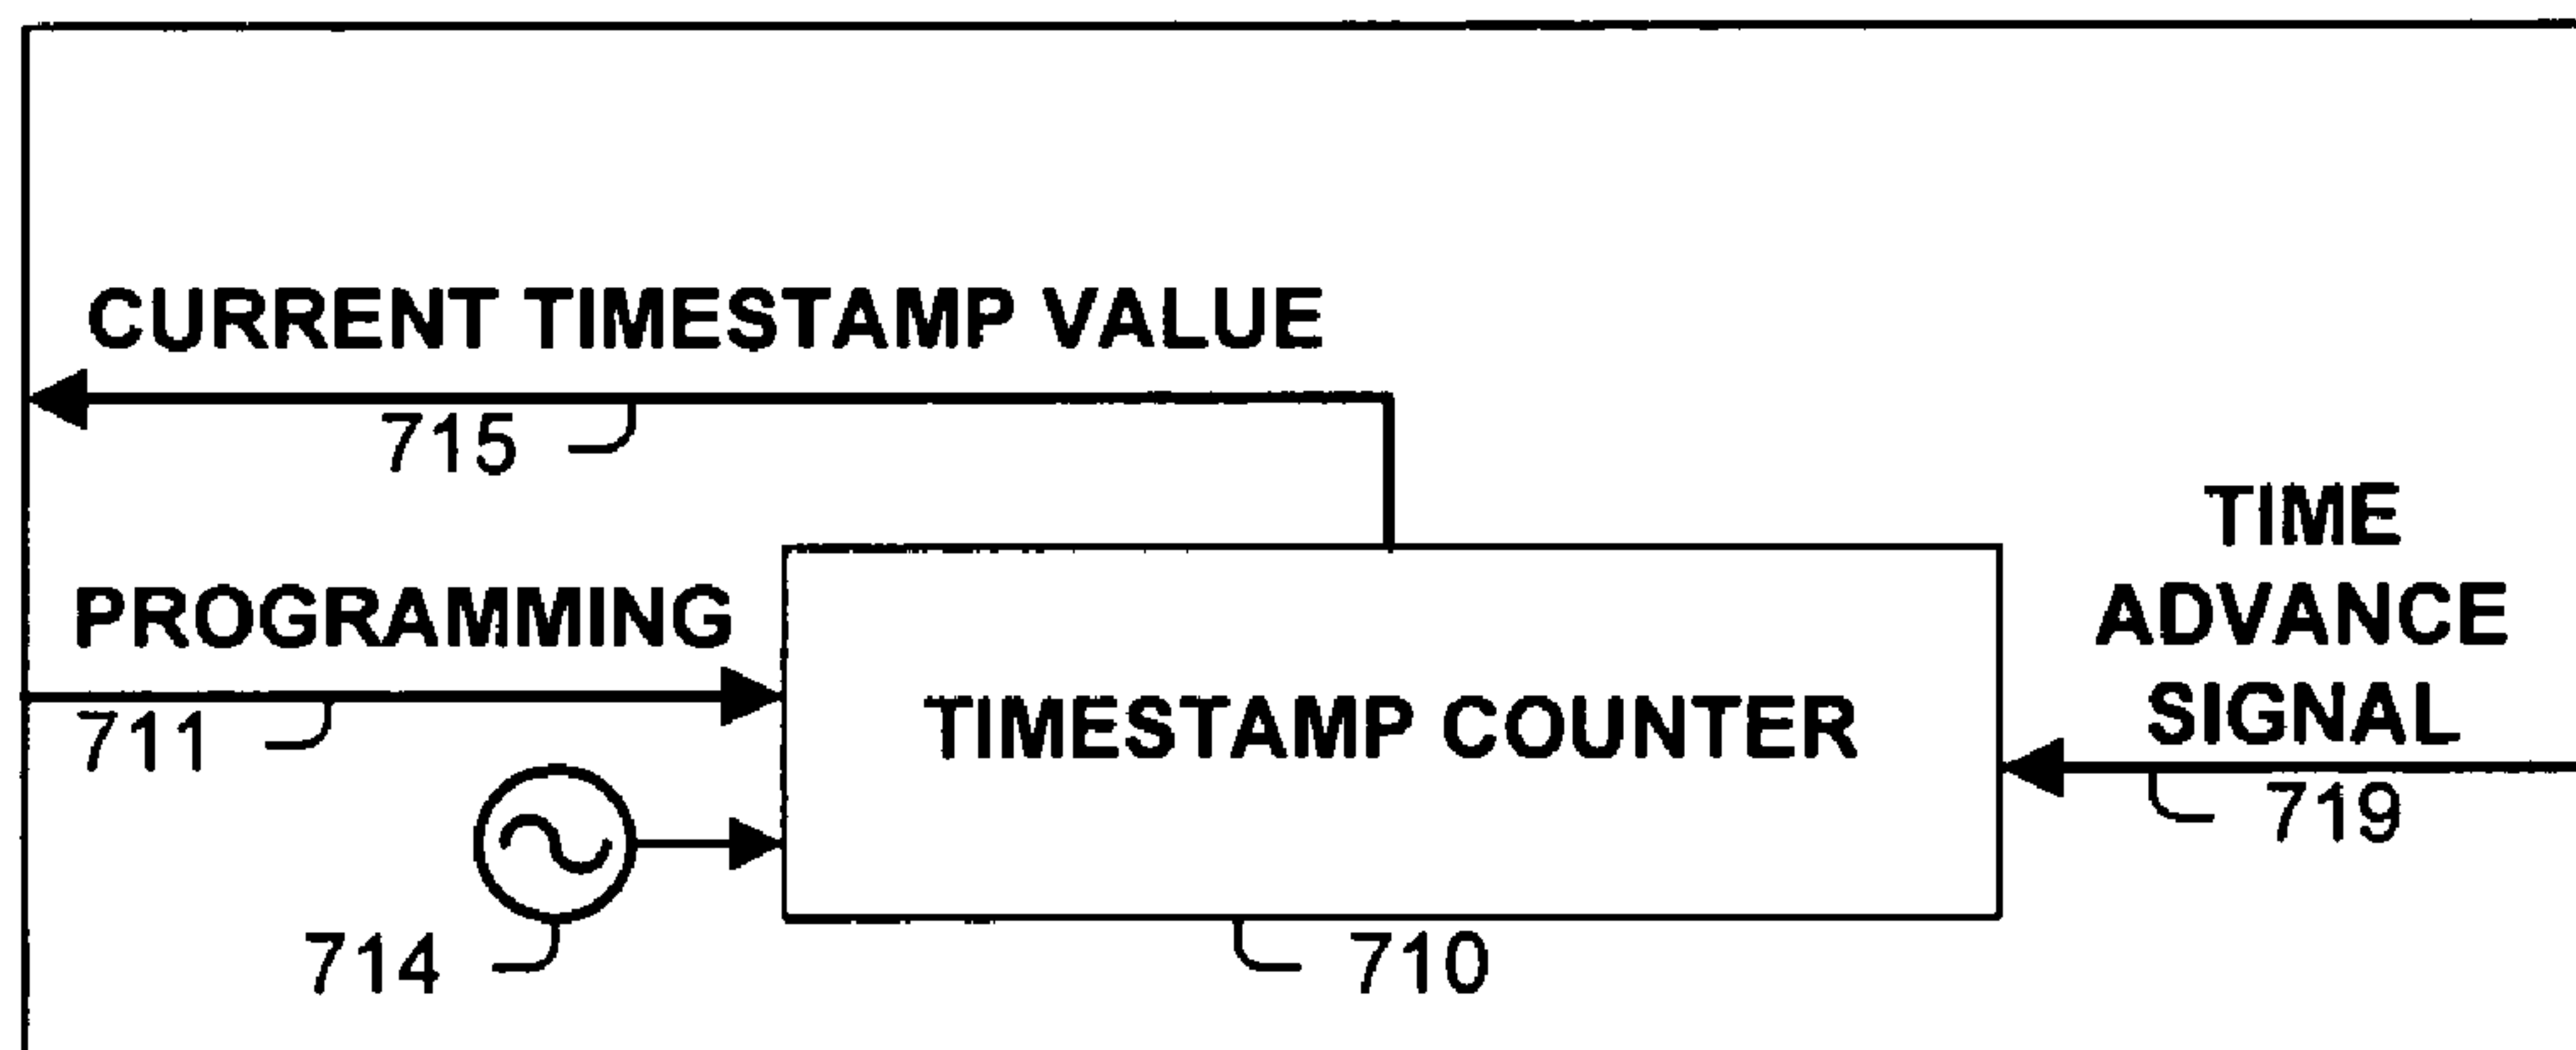 CURRENT TIMESTAMP VALUE
715
TIME
ADVANCE
SIGNAL
719
PROGRAMMING
711
TIMESTAMP COUNTER
714
710